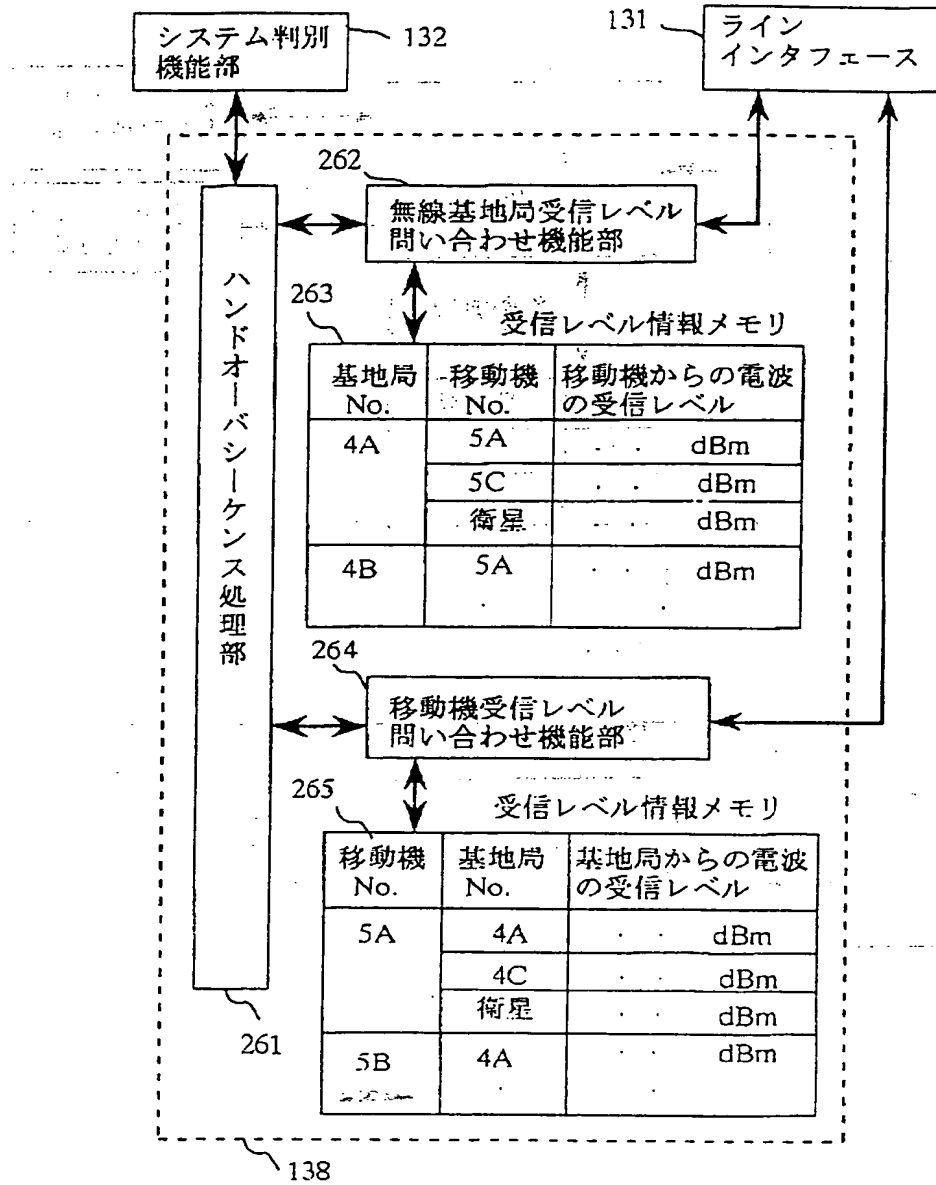 システム判別
機能部
132
131
ライン
インタフェース
262
無線基地局受信レベル
問い合わせ機能部
ハンドオーバシーケンス処理部
263
受信レベル情報メモリ
基地局
No.
移動機
No.
移動機からの電波
の受信レベル
4A
5A
. . dBm
5C
. . dBm
衛星
. . dBm
4B
5A
. . dBm
264
移動機受信レベル
問い合わせ機能部
265
受信レベル情報メモリ
移動機
No.
基地局
No.
基地局からの電波
の受信レベル
5A
4A
. . dBm
4C
. . dBm
衛星
. . dBm
5B
4A
. . dBm
261
138